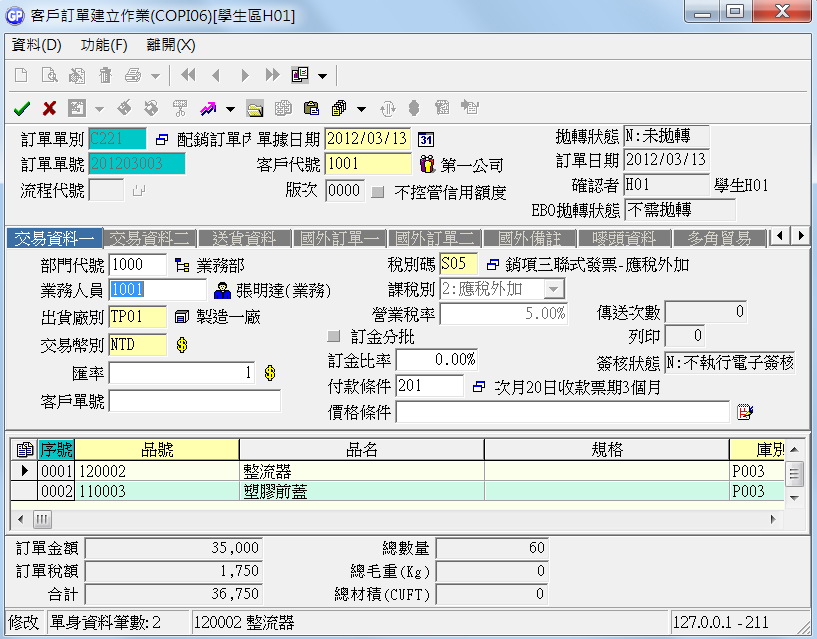 GP 客戶訂單建立作業(COPI06)[學生區H01]
資料(D) 功能(F) 離開(X)
訂單單別 C221 配銷訂單內 單據日期 2012/03/13 31 拋轉狀態 N:未拋轉
訂單單號 201203003 客戶代號 1001 第一公司 訂單日期 2012/03/13
流程代號 版次 0000 不控管信用額度 確認者 H01 學生H01
EBO拋轉狀態 不需拋轉
交易資料一 交易資料二 送貨資料 國外訂單一 國外訂單二 國外備註 嘜頭資料 多角貿易
部門代號 1000 業務部 稅別碼 S05 銷項三聯式發票-應稅外加
業務人員 1001 張明達(業務) 課稅別 2:應稅外加
出貨廠別 TP01 製造一廠 營業稅率 5.00% 傳送次數 0
交易幣別 NTD 訂金分批 列印 0
匯率 1 訂金比率 0.00% 簽核狀態 N:不執行電子簽核
客戶單號 付款條件 201 次月20日收款票期3個月
價格條件
序號 品號 品名 規格 庫別
0001 120002 整流器 P003
0002 110003 塑膠前蓋 P003
訂單金額 35,000 總數量 60
訂單稅額 1,750 總毛重(Kg) 0
合計 36,750 總材積(CUFT) 0
修改 單身資料筆數: 2 120002 整流器 127.0.0.1 - 211